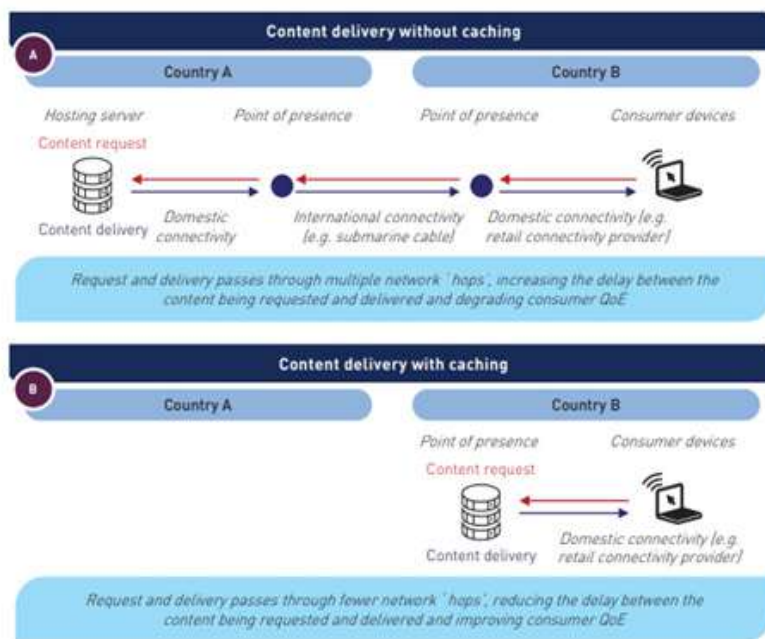 Content delivery without caching
A
Country A
Country B
Hosting server
Point of presence
Point of presence
Consumer devices
Content request
Content delivery
Domestic
connectivity
International connectivity
(e.g. submarine cable)
Domestic connectivity (e.g.
retail connectivity provider)
Request and delivery passes through multiple network ‘hops’, increasing the delay between the
content being requested and delivered and degrading consumer QoE
Content delivery with caching
B
Country A
Country B
Point of presence
Consumer devices
Content request
Content delivery
Domestic connectivity (e.g.
retail connectivity provider)
Request and delivery passes through fewer network ‘hops’, reducing the delay between the
content being requested and delivered and improving consumer QoE